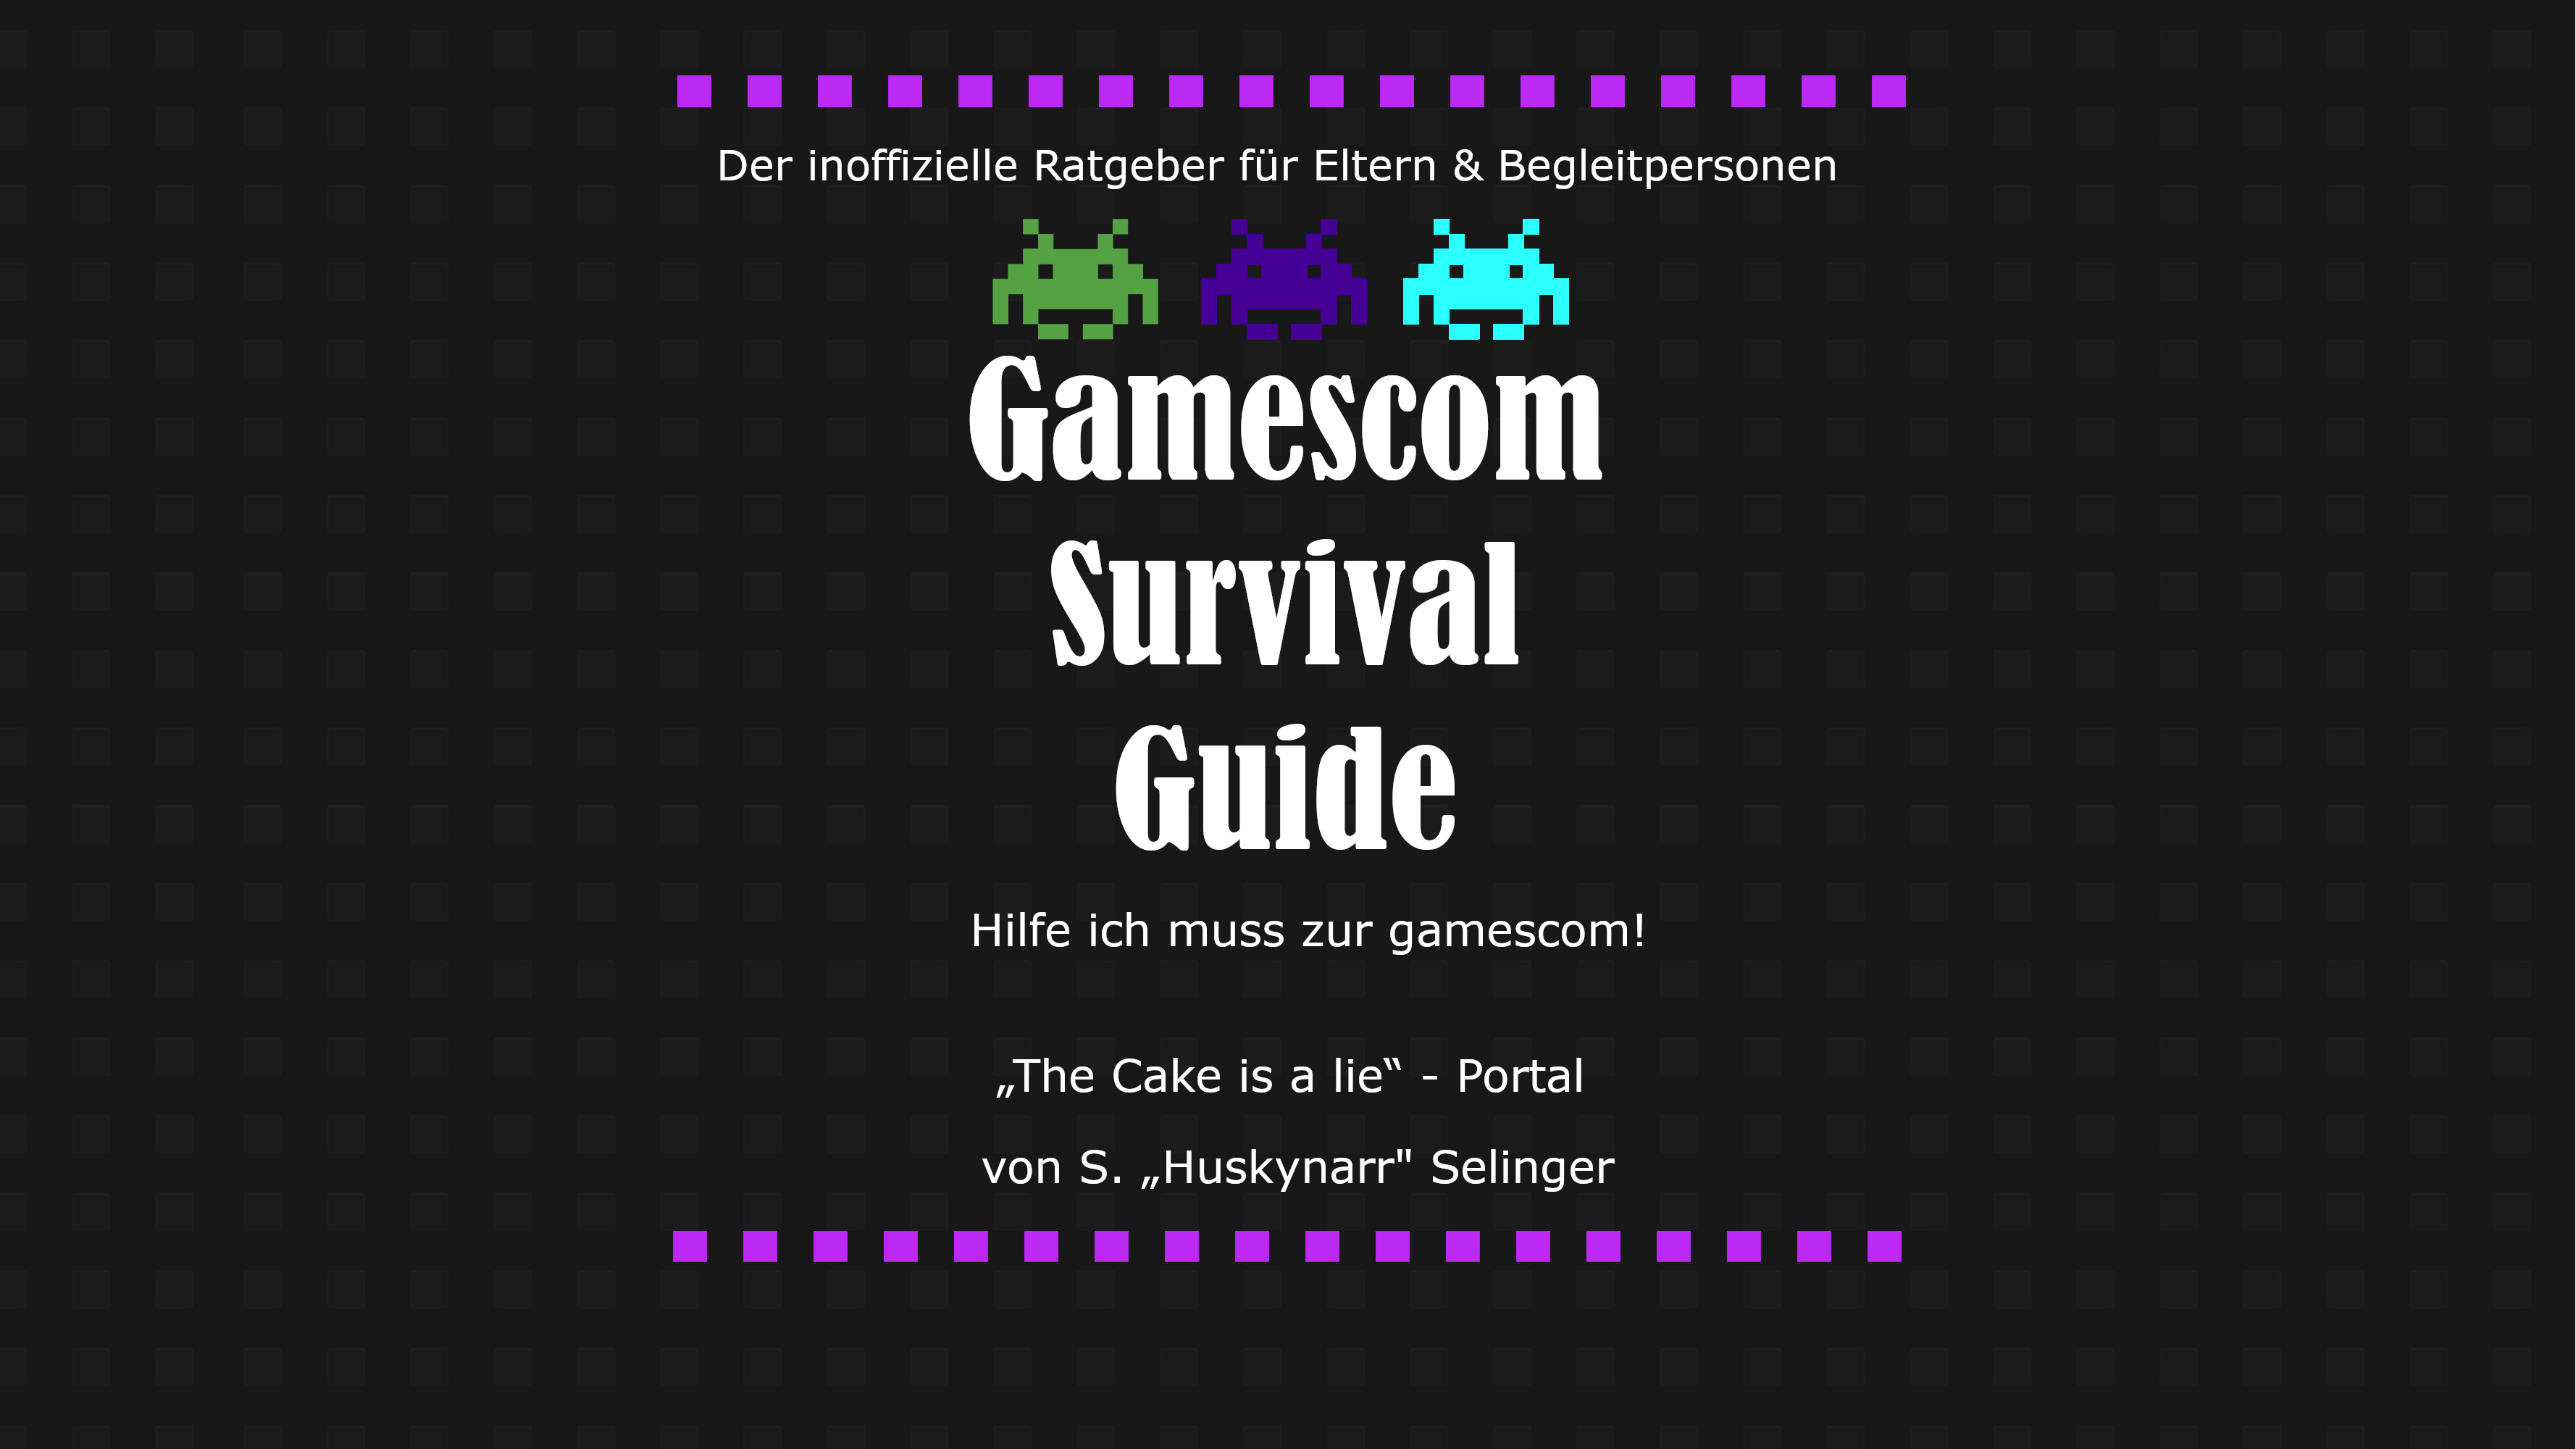 Der inoffizielle Ratgeber für Eltern & Begleitpersonen
Gamescom
Survival
Guide
Hilfe ich muss zur gamescom!
„The Cake is a lie“ - Portal
von S. „Huskynarr" Selinger